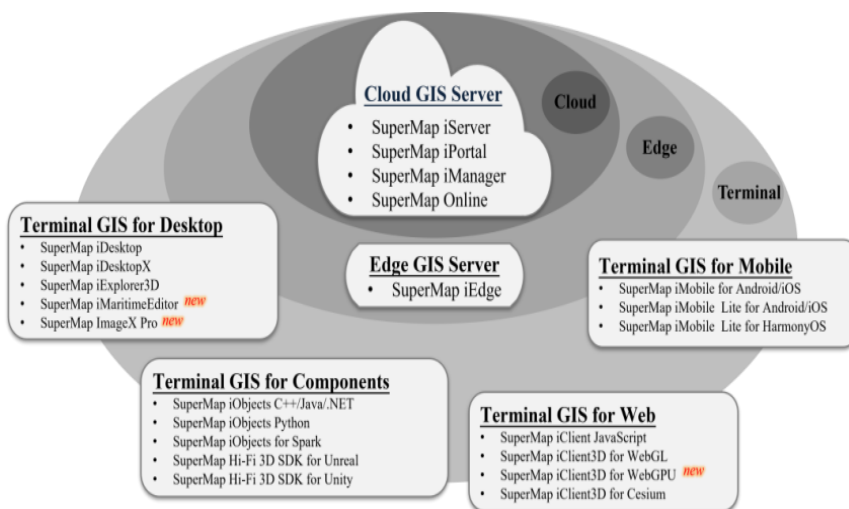 Cloud GIS Server
• SuperMap iServer
• SuperMap iPortal
• SuperMap iManager
• SuperMap Online
Cloud
Edge
Terminal
Terminal GIS for Desktop
• SuperMap iDesktop
• SuperMap iDesktopX
• SuperMap iExplorer3D
• SuperMap iMaritimeEditor new
• SuperMap ImageX Pro new
Edge GIS Server
• SuperMap iEdge
Terminal GIS for Mobile
• SuperMap iMobile for Android/iOS
• SuperMap iMobile Lite for Android/iOS
• SuperMap iMobile Lite for HarmonyOS
Terminal GIS for Components
• SuperMap iObjects C++/Java/.NET
• SuperMap iObjects Python
• SuperMap iObjects for Spark
• SuperMap Hi-Fi 3D SDK for Unreal
• SuperMap Hi-Fi 3D SDK for Unity
Terminal GIS for Web
• SuperMap iClient JavaScript
• SuperMap iClient3D for WebGL
• SuperMap iClient3D for WebGPU new
• SuperMap iClient3D for Cesium